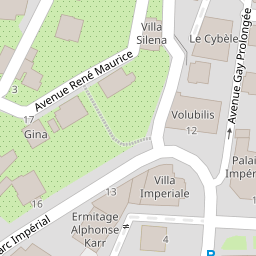 Villa
Silena
Le Cybèle
Avenue Gay Prolongée
3
Avenue René Maurice
17
Gina
Volubilis
12
Palai
Impér
13
Villa
Imperiale
16
arc Impérial
Ermitage
Alphonse
Karr
4